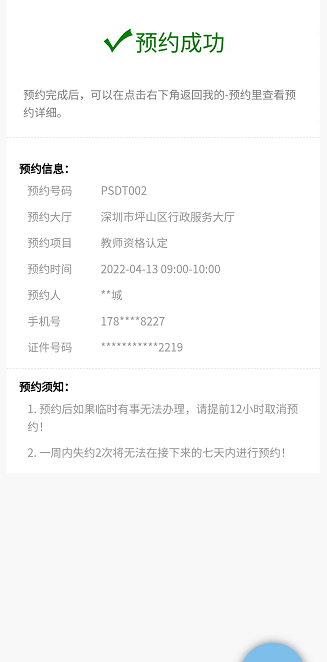 预约成功
预约完成后，可以在点击右下角返回我的-预约里查看预
约详细。
预约信息：
预约号码 PSDT002
预约大厅 深圳市坪山区行政服务大厅
预约项目 教师资格认定
预约时间 2022-04-13 09:00-10:00
预约人 **城
手机号 178****8227
证件号码 ***********2219
预约须知：
1. 预约后如果临时有事无法办理，请提前12小时取消预
约！
2. 一周内失约2次将无法在接下来的七天内进行预约！